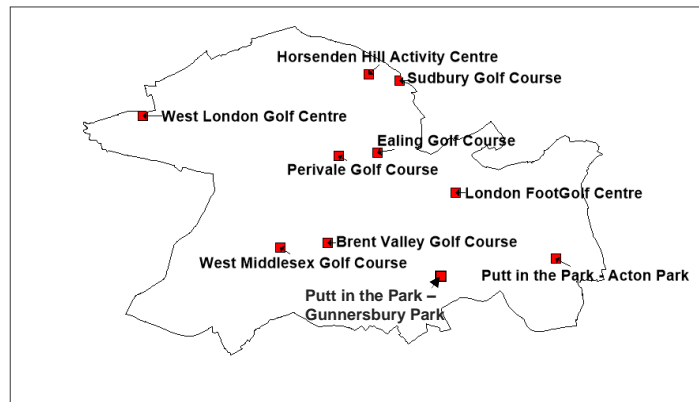 Horsenden Hill Activity Centre
Sudbury Golf Course
West London Golf Centre
Ealing Golf Course
Perivale Golf Course
London FootGolf Centre
Brent Valley Golf Course
West Middlesex Golf Course
Putt in the Park - Acton Park
Putt in the Park –
Gunnersbury Park